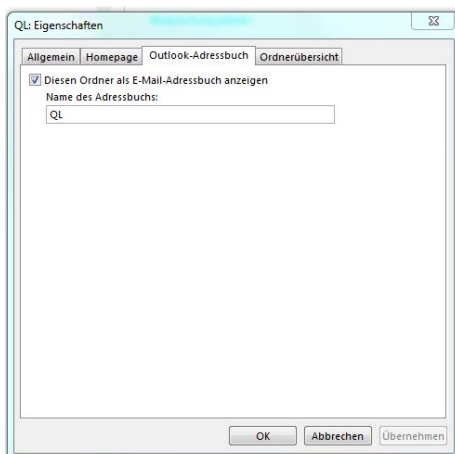 QL: Eigenschaften
Allgemein Homepage Outlook-Adressbuch Ordnerübersicht
Diesen Ordner als E-Mail-Adressbuch anzeigen
Name des Adressbuchs:
QL
OK Abbrechen Übernehmen